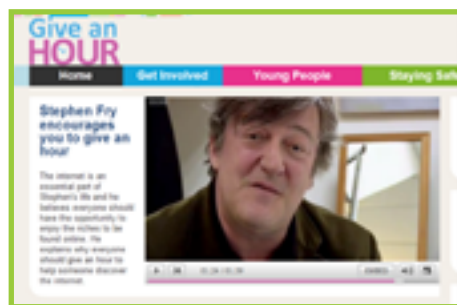 Give an
HOUR
Home Get Involved Young People Staying Safe
Stephen Fry
encourages
you to give an
hour
The internet is an
essential part of
Stephen's life and he
believes everyone should
have the opportunity to
enjoy the riches to be
found online. He
explains why everyone
should give an hour to
help someone discover
the internet.